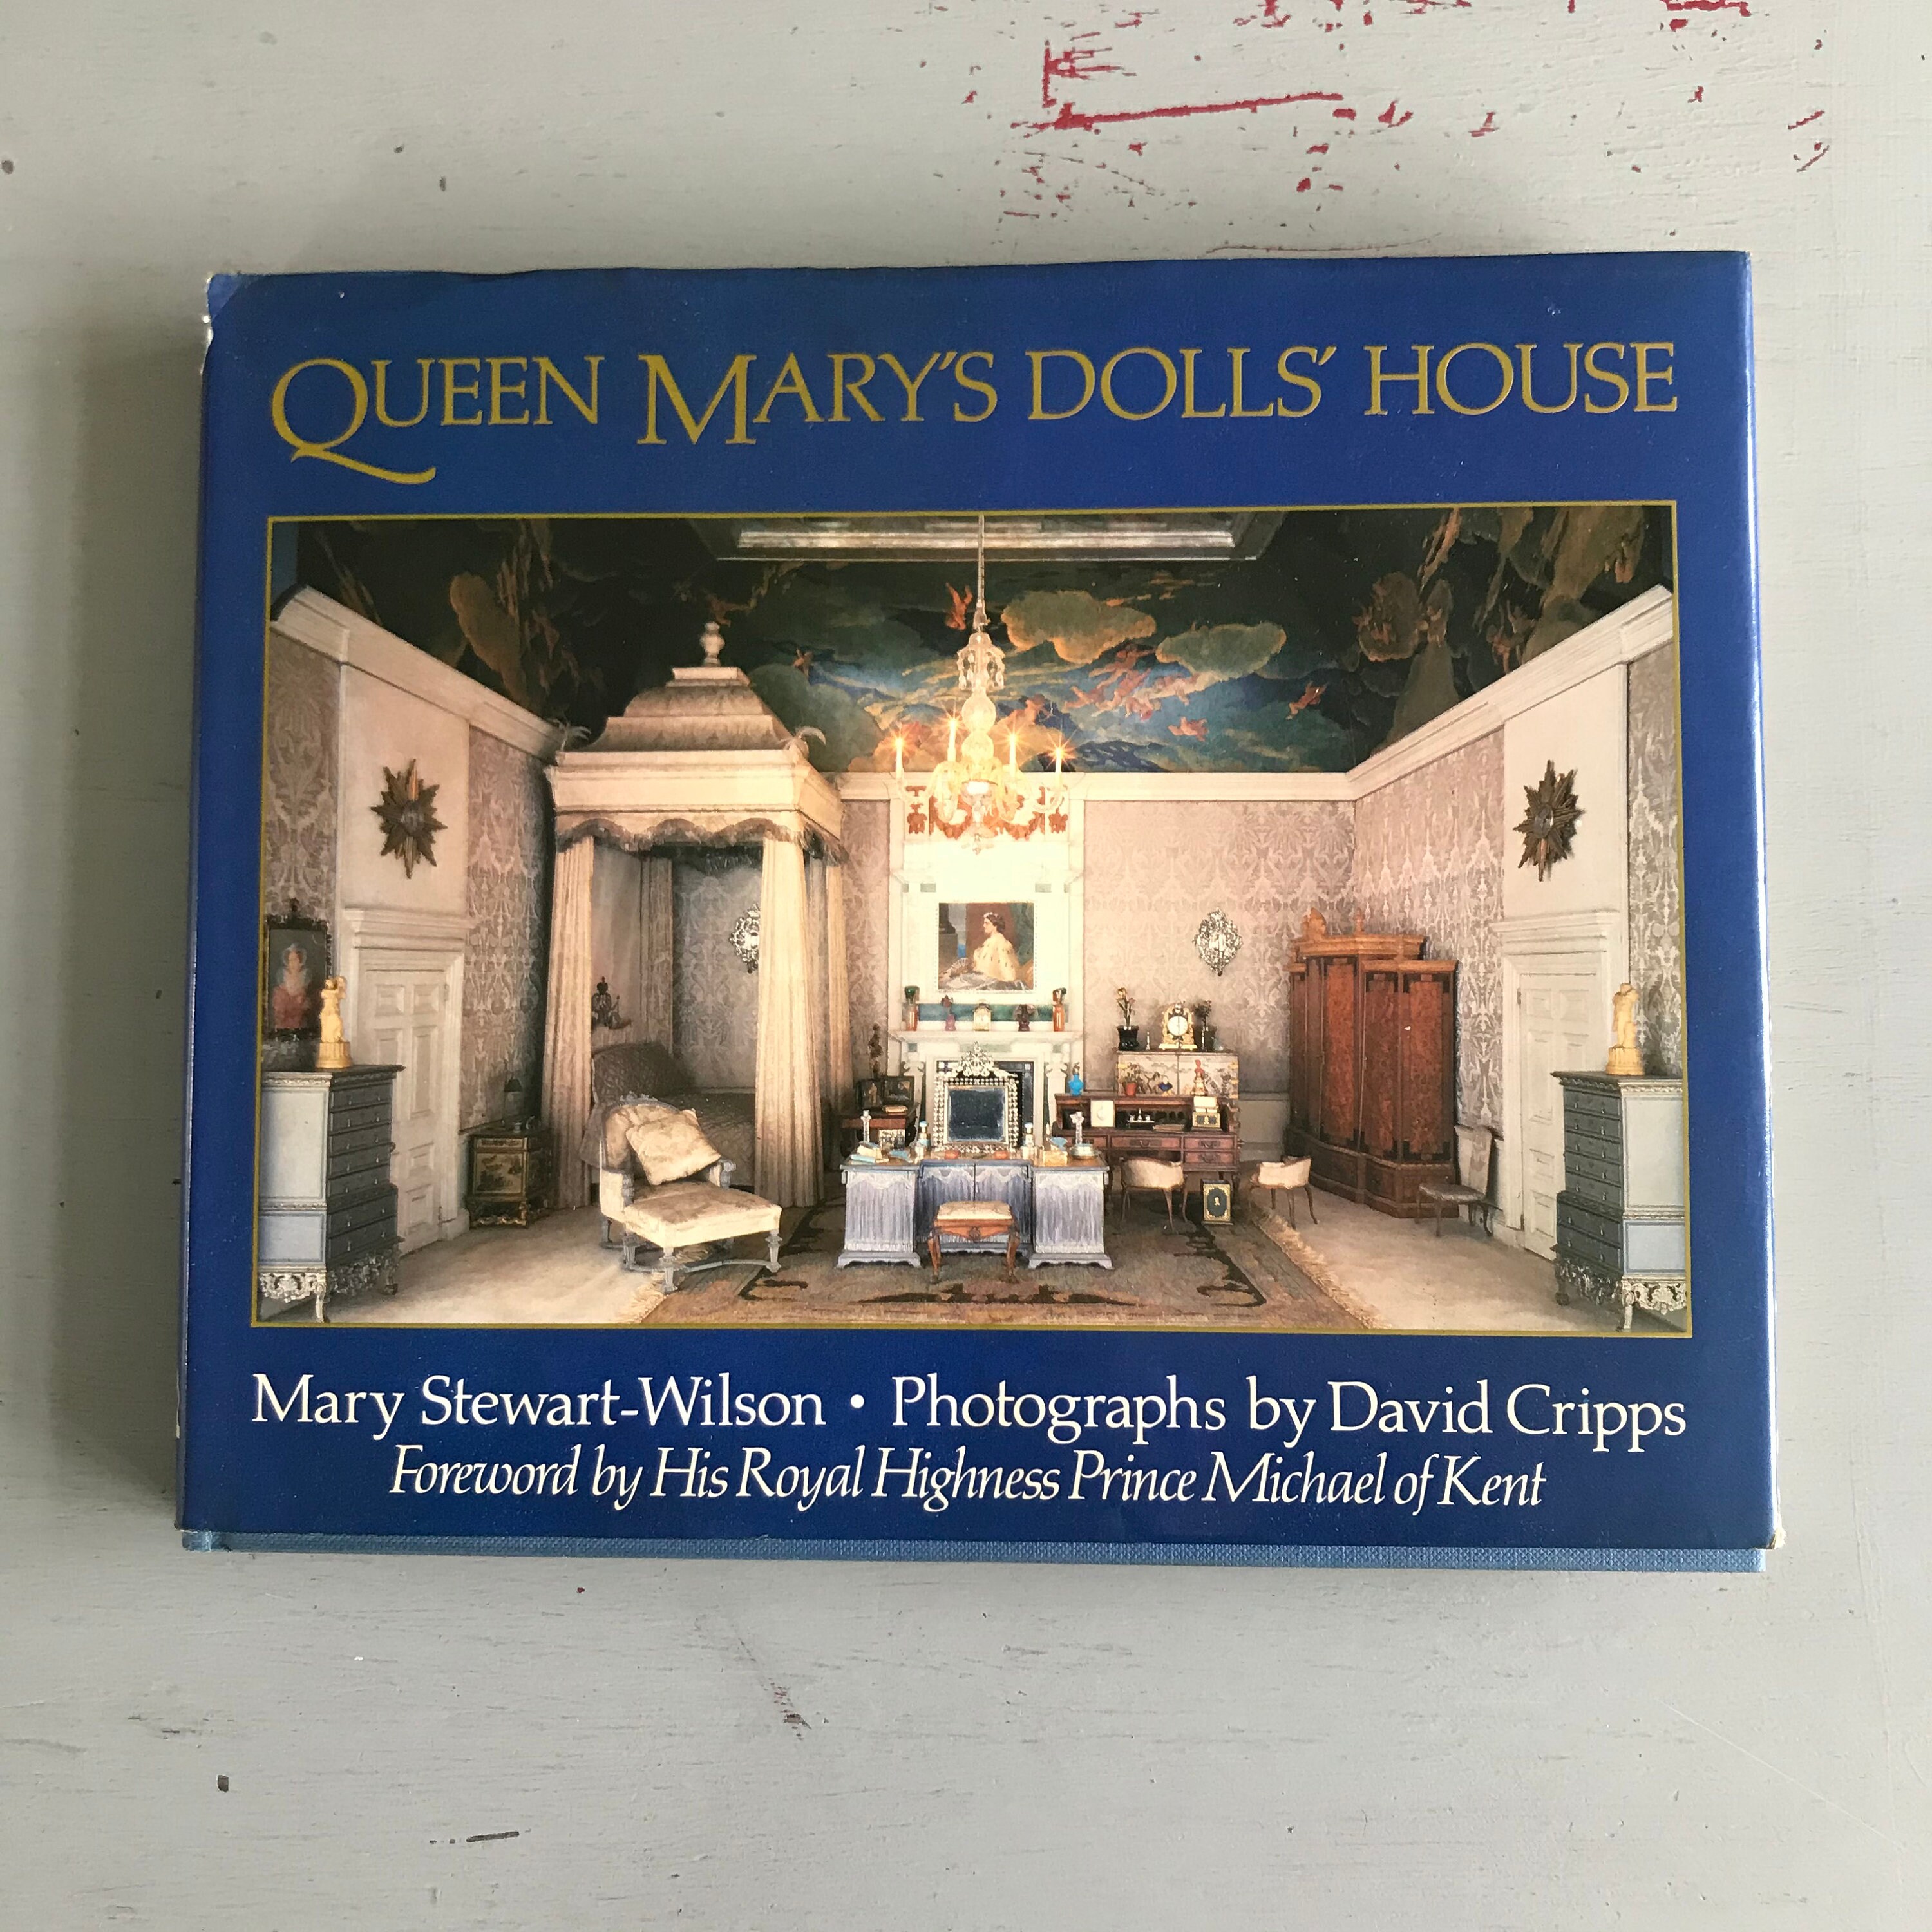 QUEEN MARY'S DOLLS' HOUSE
Mary Stewart-Wilson • Photographs by David Cripps
Foreword by His Royal Highness Prince Michael of Kent